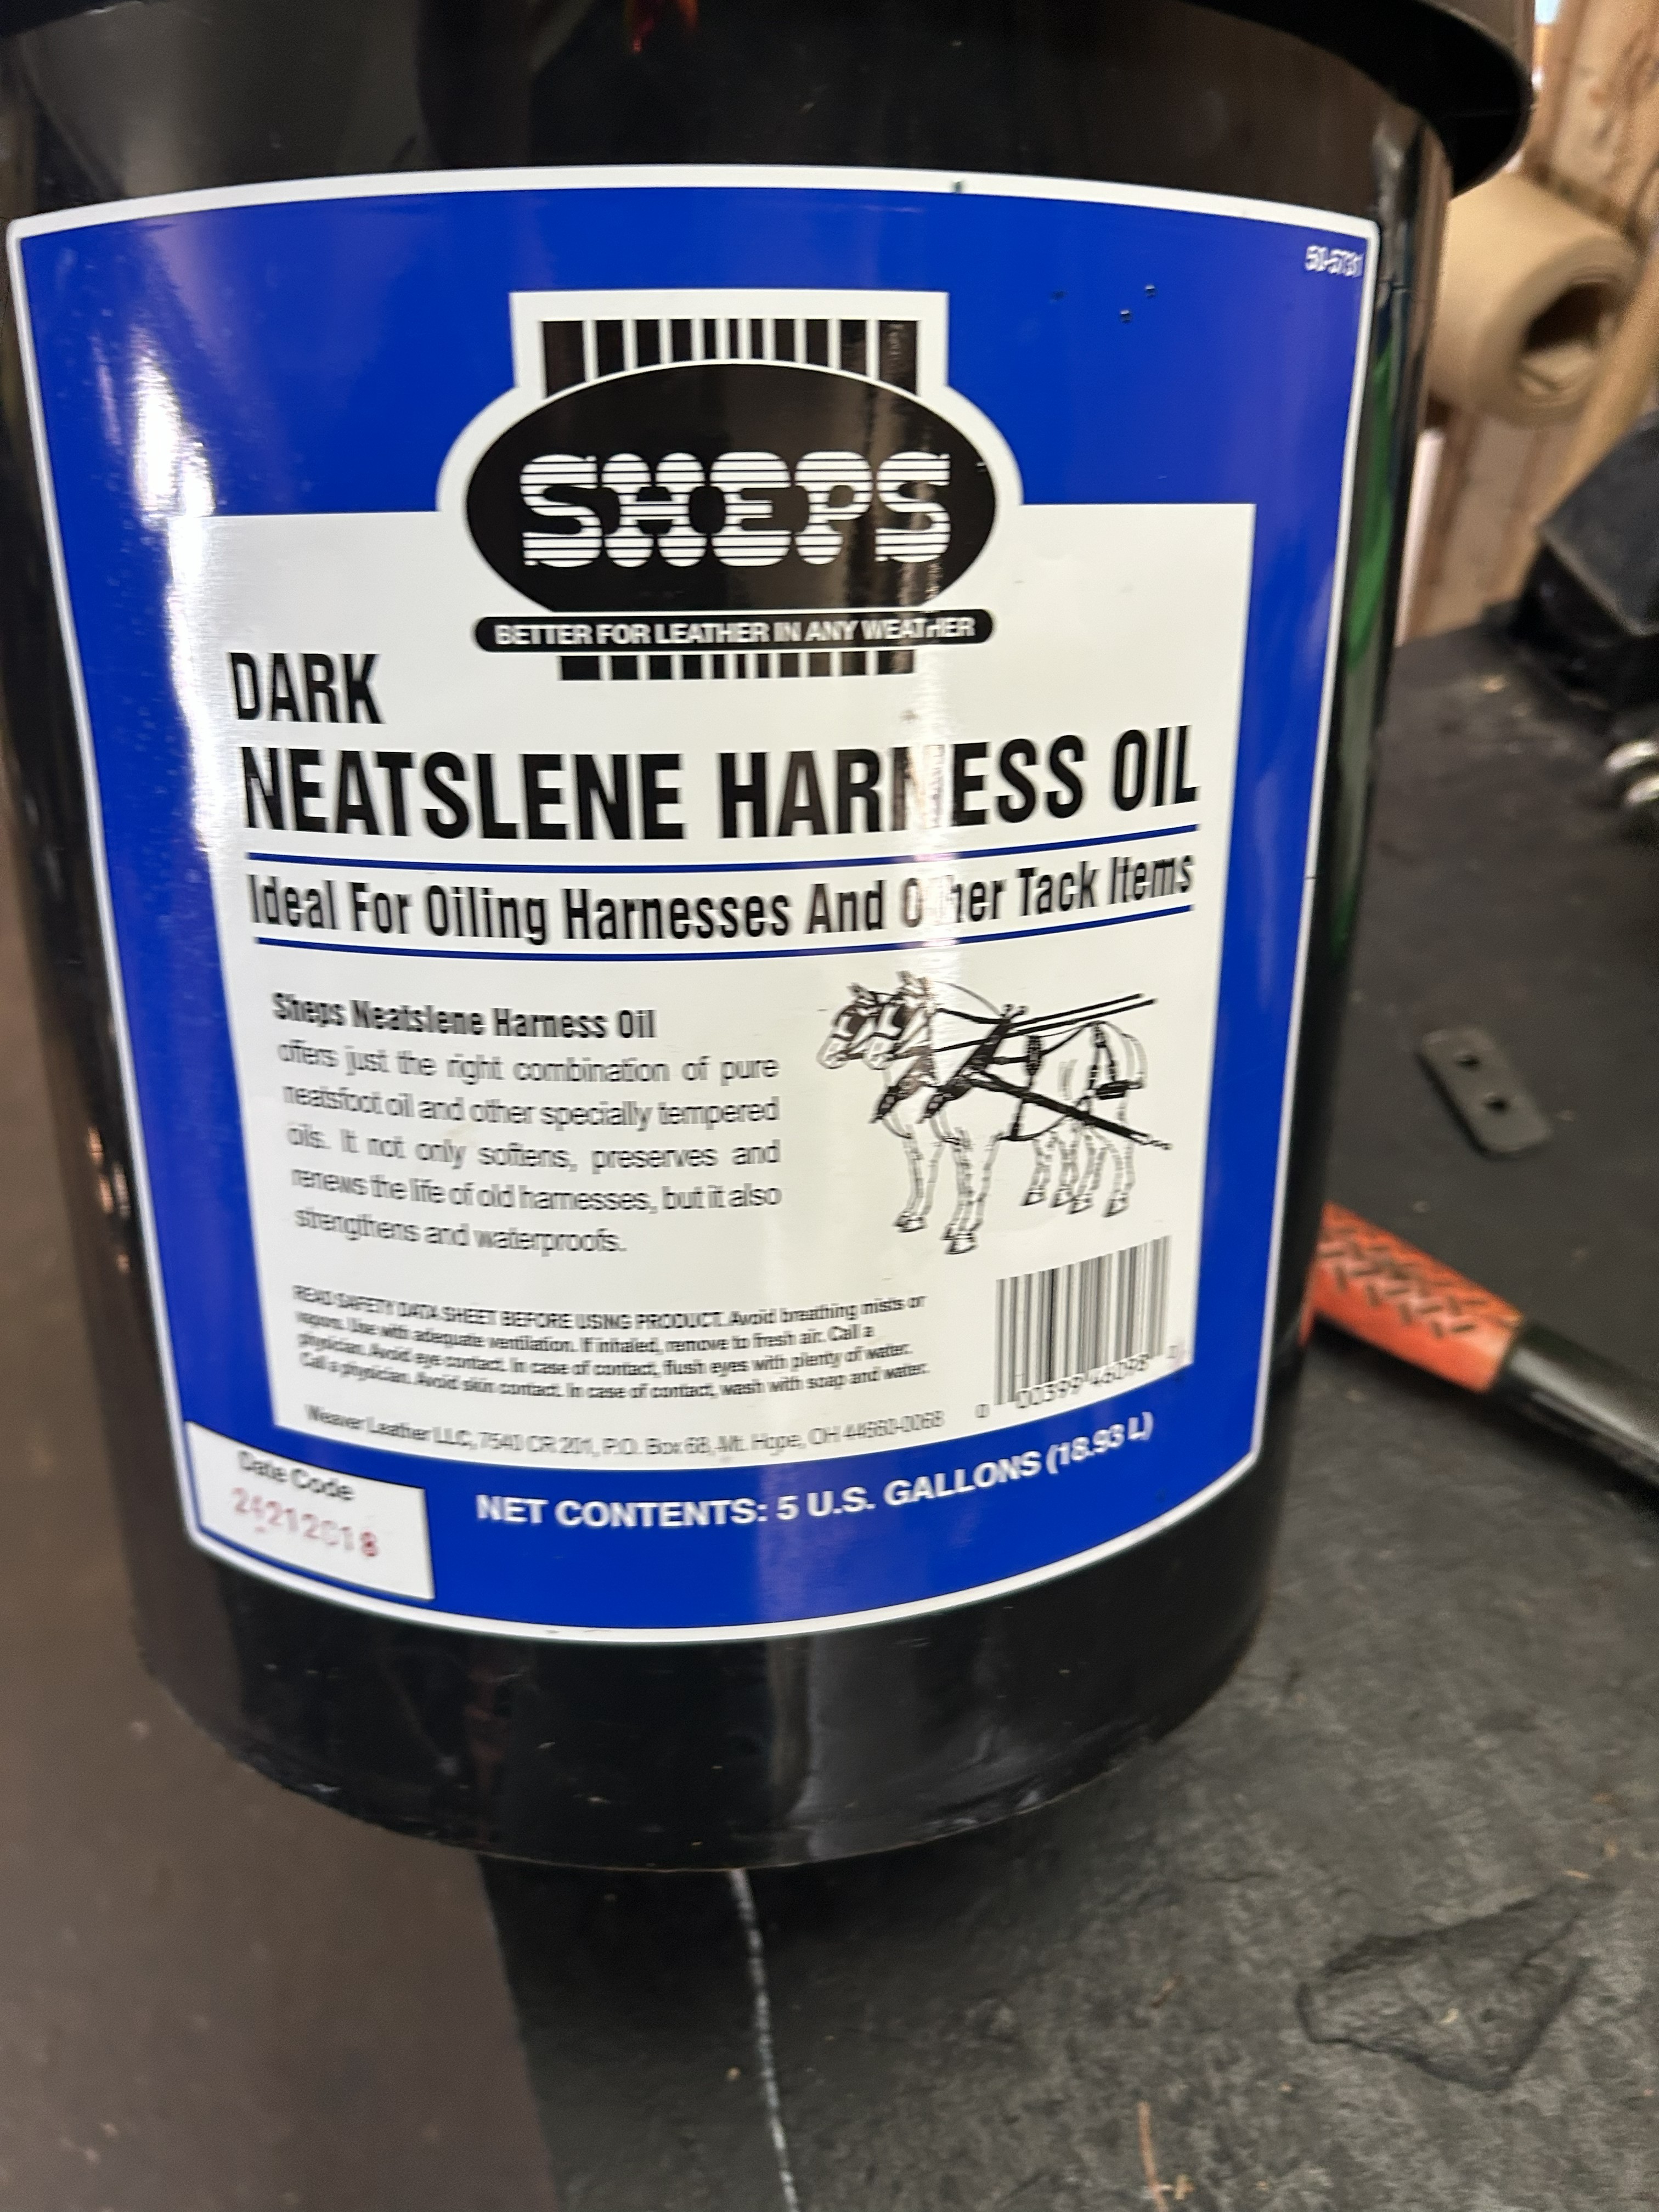 50-5731
SHEPS
BETTER FOR LEATHER IN ANY WEATHER
DARK
NEATSLENE HARNESS OIL
Ideal For Oiling Harnesses And Other Tack Items
Sheps Neatslene Harness Oil
offers just the right combination of pure
neatsfoot oil and other specially tempered
oils. It not only softens, preserves and
renews the life of old harnesses, but it also
strengthens and waterproofs.
READ SAFETY DATA SHEET BEFORE USING PRODUCT. Avoid breathing mists or
vapors. Use with adequate ventilation. If inhaled, remove to fresh air. Call a
physician. Avoid eye contact. In case of contact, flush eyes with plenty of water.
Call a physician. Avoid skin contact. In case of contact, wash with soap and water.
Weaver Leather LLC, 7540 CR 201, P.O. Box 68, Mt. Hope, OH 44660-0068
0 00399 46098
Date Code
24212018
NET CONTENTS: 5 U.S. GALLONS (18.93 L)